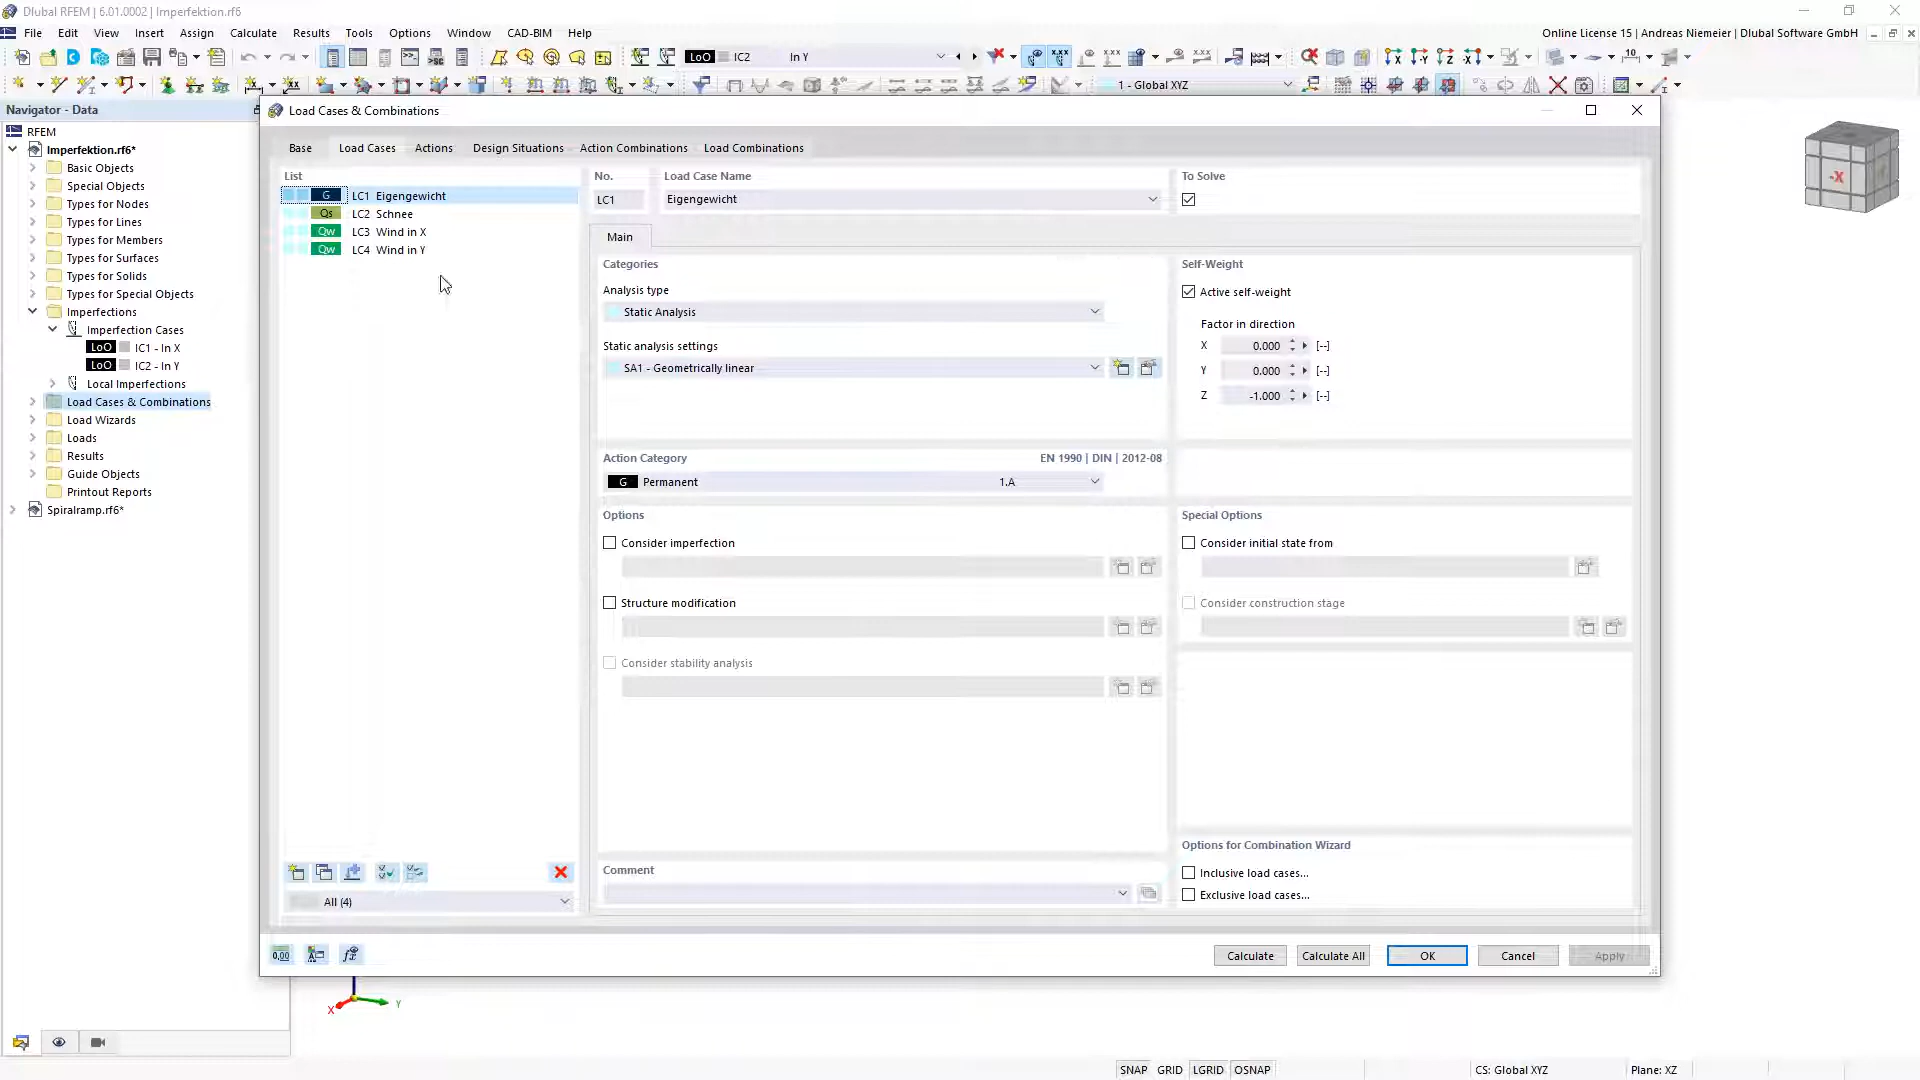 Dlubal RFEM | 6.01.0002 | Imperfektion.rf6*
File Edit View Insert Assign Calculate Results Tools Options Window CAD-BIM Help
Online License 15 | Andreas Niemeier | Dlubal Software GmbH
LoO IC2 In Y
1 - Global XYZ
Navigator - Data
RFEM
Imperfektion.rf6*
Basic Objects
Special Objects
Types for Nodes
Types for Lines
Types for Members
Types for Surfaces
Types for Solids
Types for Special Objects
Imperfections
Imperfection Cases
LoO IC1 - In X
LoO IC2 - In Y
Local Imperfections
Load Cases & Combinations
Load Wizards
Loads
Results
Guide Objects
Printout Reports
Spiralramp.rf6*
Load Cases & Combinations
Base Load Cases Actions Design Situations Action Combinations Load Combinations
List
G LC1 Eigengewicht
Qs LC2 Schnee
Qw LC3 Wind in X
Qw LC4 Wind in Y
All (4)
No.
LC1
Load Case Name
Eigengewicht
To Solve
Main
Categories
Analysis type
Static Analysis
Static analysis settings
SA1 - Geometrically linear
Action Category EN 1990 | DIN | 2012-08
G Permanent 1.A
Options
Consider imperfection
Structure modification
Consider stability analysis
Comment
Self-Weight
Active self-weight
Factor in direction
X 0.000 [--]
Y 0.000 [--]
Z -1.000 [--]
Special Options
Consider initial state from
Consider construction stage
Options for Combination Wizard
Inclusive load cases...
Exclusive load cases...
Calculate Calculate All OK Cancel Apply
X Y
-X
SNAP GRID LGRID OSNAP CS: Global XYZ Plane: XZ